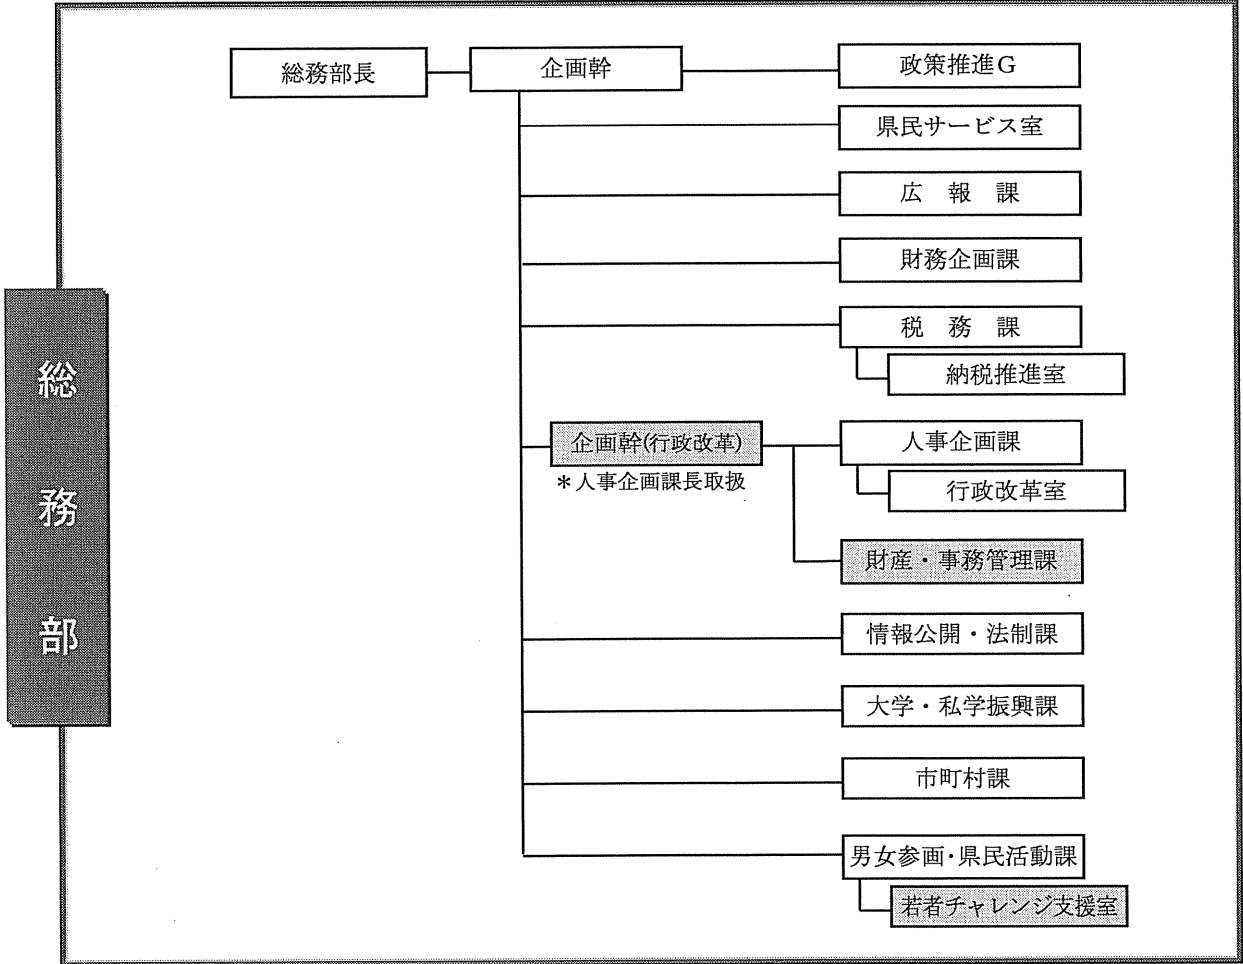 総務部
総務部長
企画幹
政策推進G
県民サービス室
広　報　課
財務企画課
税　務　課
納税推進室
企画幹(行政改革)
＊人事企画課長取扱
人事企画課
行政改革室
財産・事務管理課
情報公開・法制課
大学・私学振興課
市町村課
男女参画・県民活動課
若者チャレンジ支援室